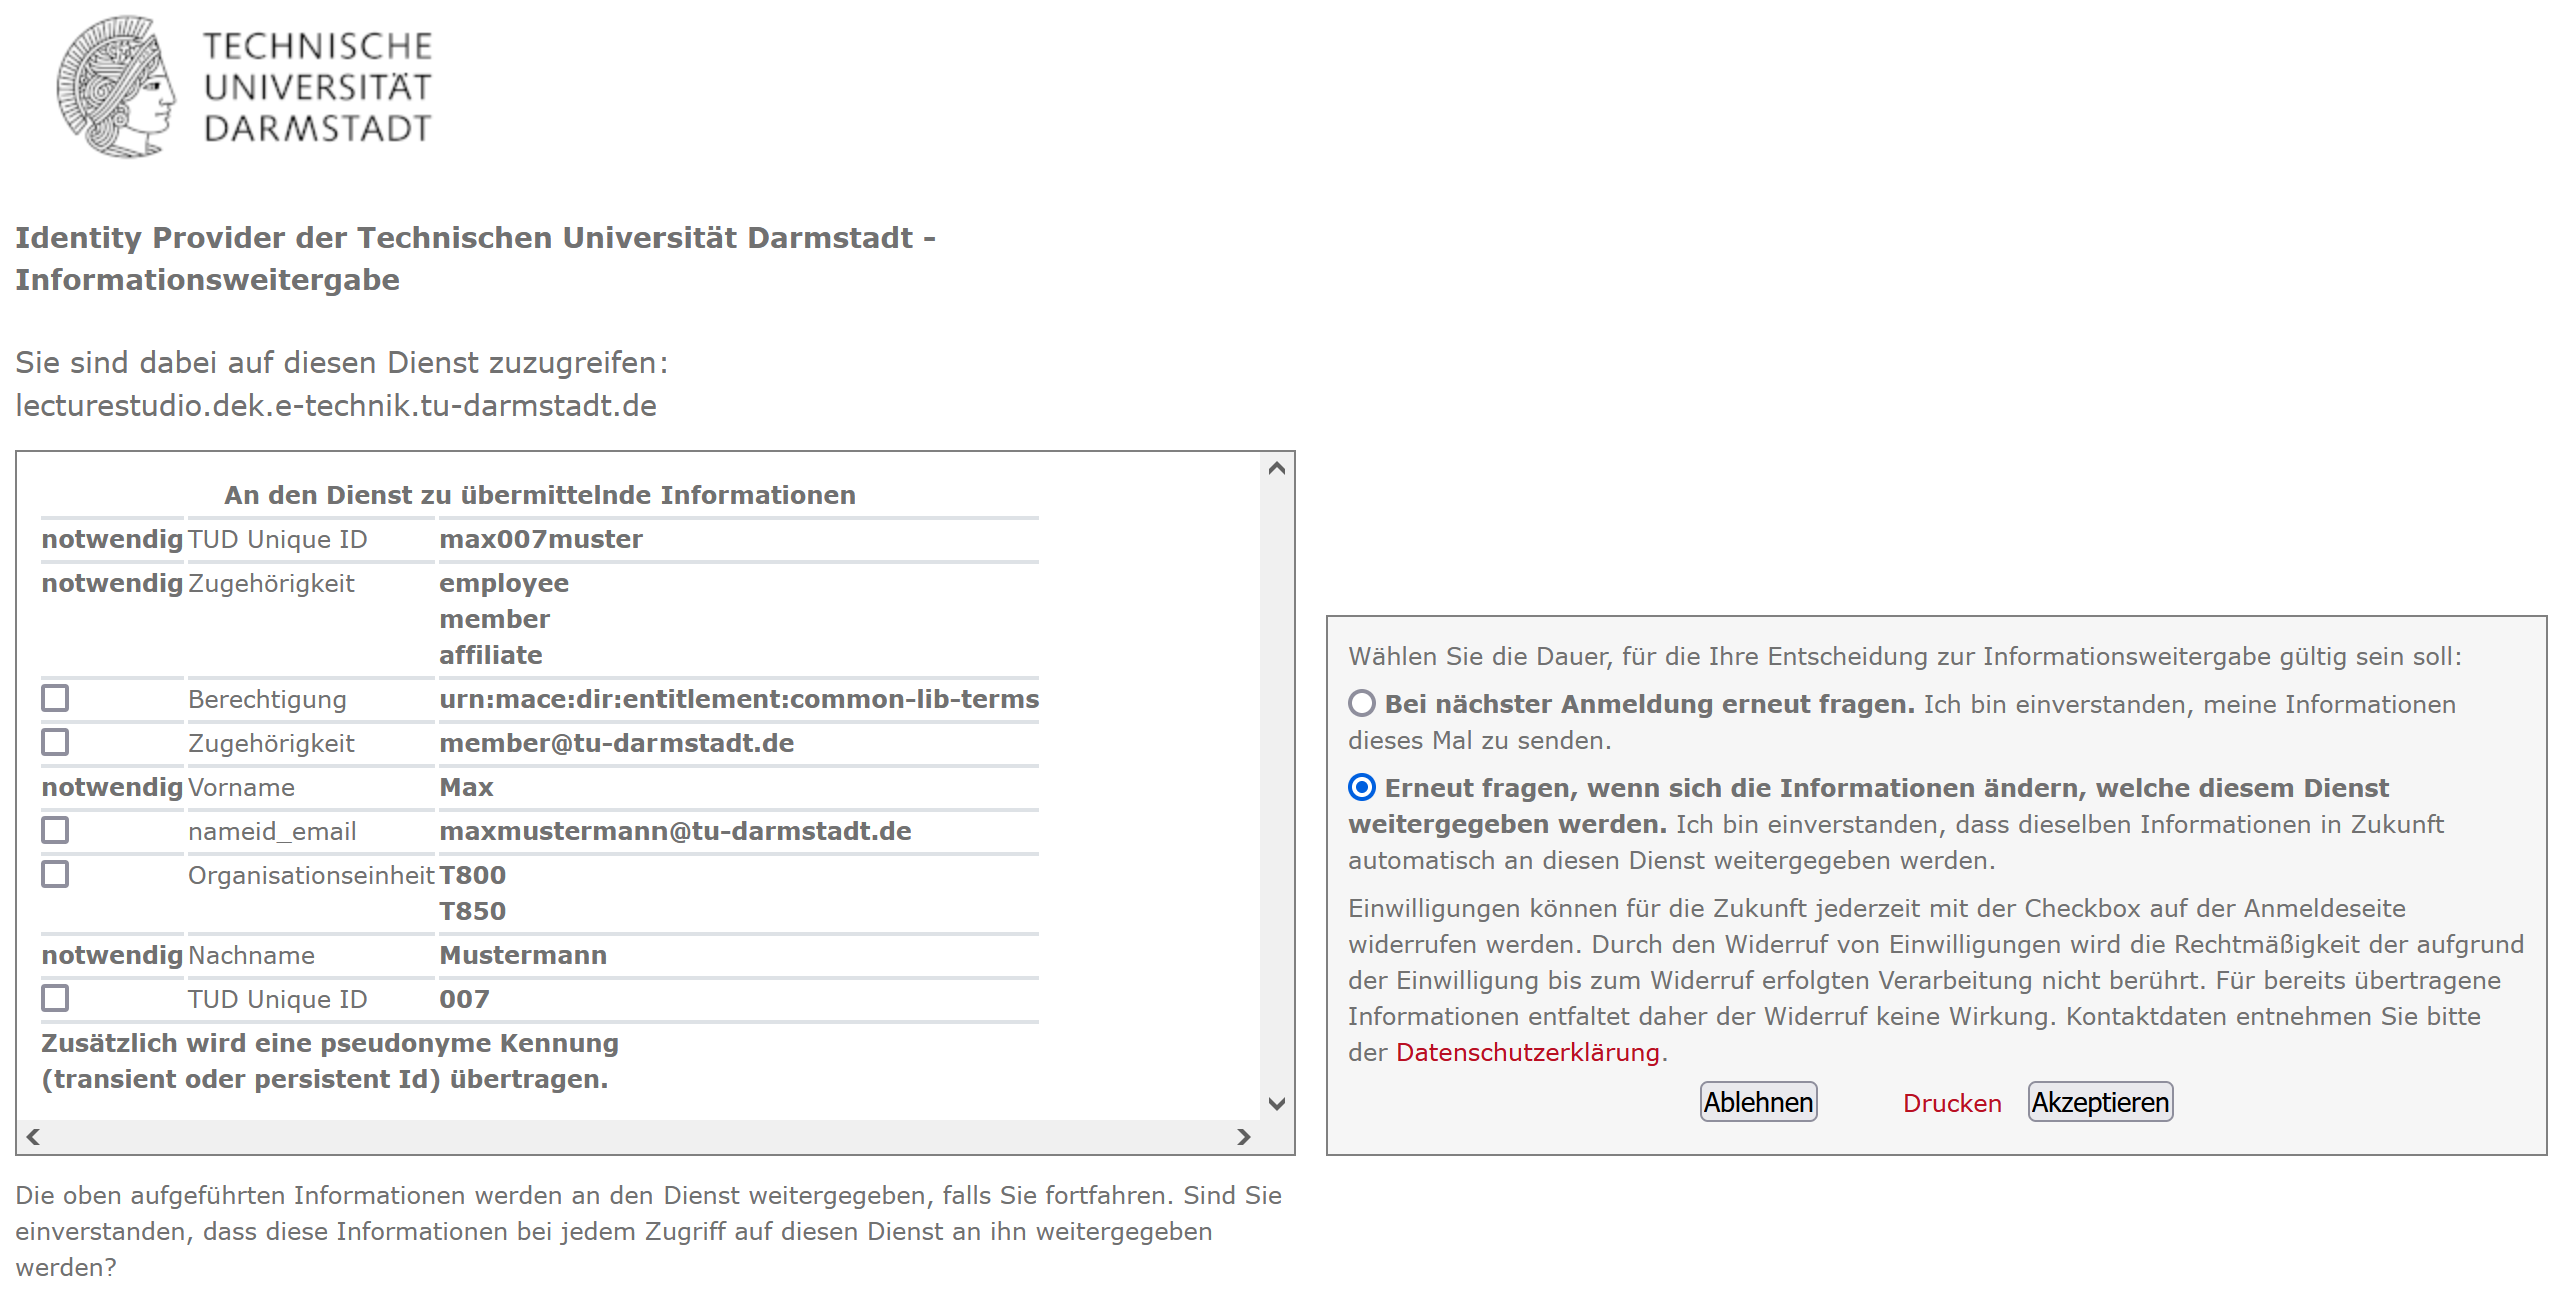 TECHNISCHE
UNIVERSITÄT
DARMSTADT
Identity Provider der Technischen Universität Darmstadt -
Informationsweitergabe
Sie sind dabei auf diesen Dienst zuzugreifen:
lecturestudio.dek.e-technik.tu-darmstadt.de
An den Dienst zu übermittelnde Informationen
notwendig TUD Unique ID max007muster
notwendig Zugehörigkeit employee
member
affiliate
Berechtigung urn:mace:dir:entitlement:common-lib-terms
Zugehörigkeit member@tu-darmstadt.de
notwendig Vorname Max
nameid_email maxmustermann@tu-darmstadt.de
Organisationseinheit T800
T850
notwendig Nachname Mustermann
TUD Unique ID 007
Zusätzlich wird eine pseudonyme Kennung
(transient oder persistent Id) übertragen.
Die oben aufgeführten Informationen werden an den Dienst weitergegeben, falls Sie fortfahren. Sind Sie
einverstanden, dass diese Informationen bei jedem Zugriff auf diesen Dienst an ihn weitergegeben
werden?
Wählen Sie die Dauer, für die Ihre Entscheidung zur Informationsweitergabe gültig sein soll:
Bei nächster Anmeldung erneut fragen. Ich bin einverstanden, meine Informationen
dieses Mal zu senden.
Erneut fragen, wenn sich die Informationen ändern, welche diesem Dienst
weitergegeben werden. Ich bin einverstanden, dass dieselben Informationen in Zukunft
automatisch an diesen Dienst weitergegeben werden.
Einwilligungen können für die Zukunft jederzeit mit der Checkbox auf der Anmeldeseite
widerrufen werden. Durch den Widerruf von Einwilligungen wird die Rechtmäßigkeit der aufgrund
der Einwilligung bis zum Widerruf erfolgten Verarbeitung nicht berührt. Für bereits übertragene
Informationen entfaltet daher der Widerruf keine Wirkung. Kontaktdaten entnehmen Sie bitte
der Datenschutzerklärung.
Ablehnen Drucken Akzeptieren